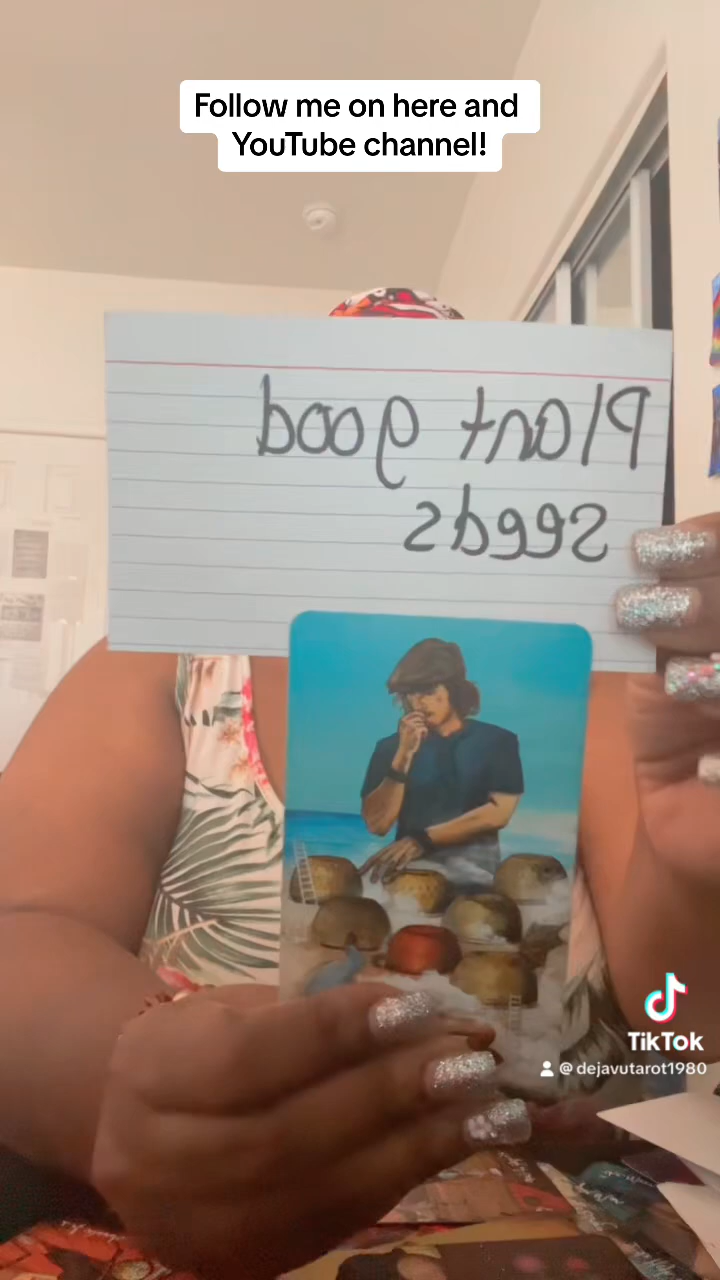 Follow me on here and
YouTube channel!
Plant good
seeds
TikTok
@dejavutarot1980